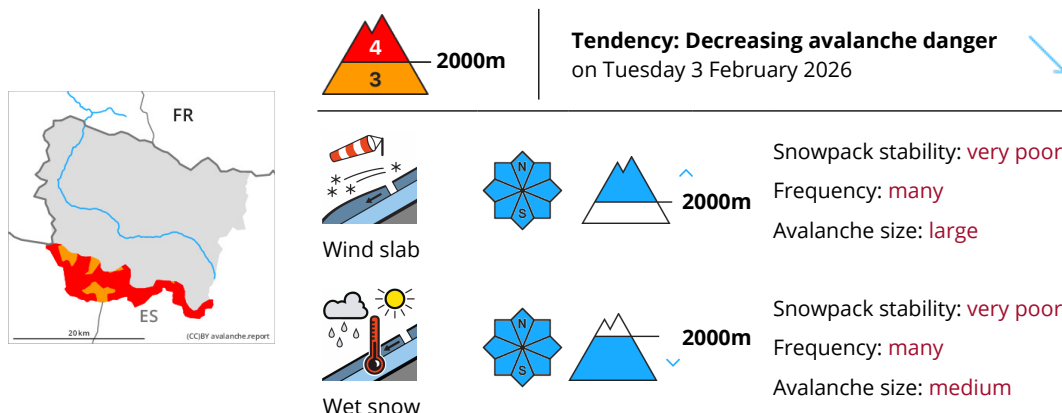 FR
ES
20 km
(CC)BY avalanche.report
4
3
2000m
Tendency: Decreasing avalanche danger
on Tuesday 3 February 2026
Wind slab
N
S
2000m
Snowpack stability: very poor
Frequency: many
Avalanche size: large
Wet snow
N
S
2000m
Snowpack stability: very poor
Frequency: many
Avalanche size: medium